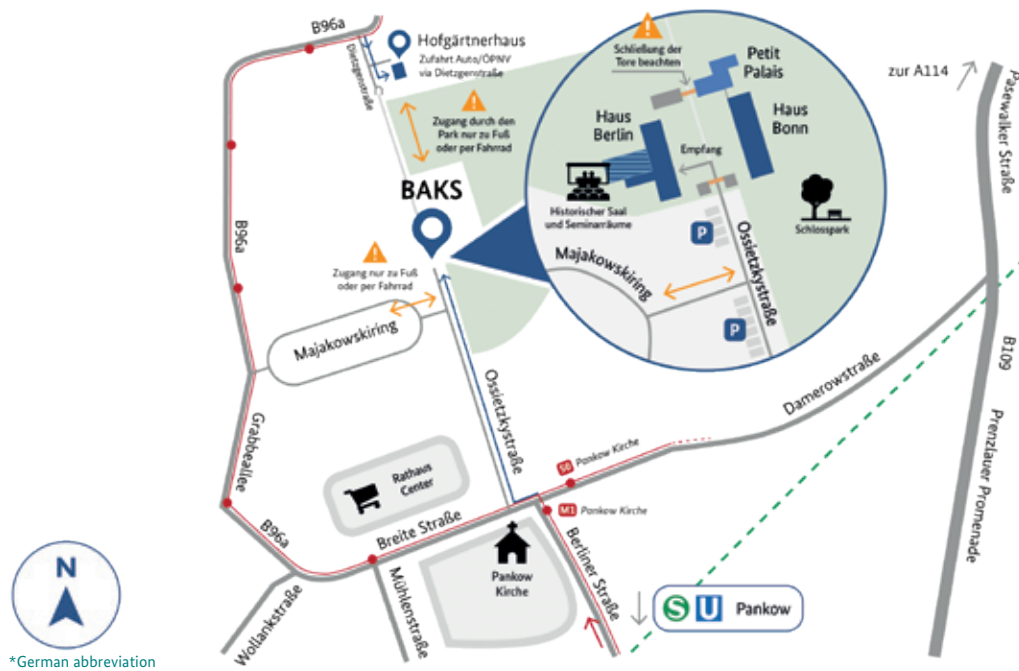 B96a
Dietzgenstraße
Hofgärtnerhaus
Zufahrt Auto/ÖPNV
via Dietzgenstraße
Zugang durch den
Park nur zu Fuß
oder per Fahrrad
BAKS
B96a
Zugang nur zu Fuß
oder per Fahrrad
Majakowskiring
Ossietzkystraße
Grabbeallee
B96a
Rathaus
Center
Breite Straße
Wollankstraße
Mühlenstraße
Pankow
Kirche
Berliner Straße
50 Pankow Kirche
M1 Pankow Kirche
Damerowstraße
S U Pankow
Schließung der
Tore beachten
Petit
Palais
Haus
Berlin
Haus
Bonn
Empfang
Historischer Saal
und Seminarräume
Schlosspark
P
Majakowskiring
Ossietzkystraße
P
zur A114
Pasewalker Straße
B109
Prenzlauer Promenade
N
*German abbreviation